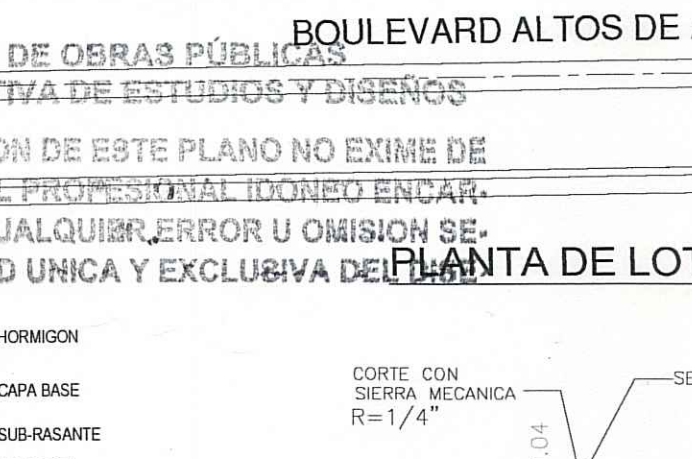 BOULEVARD ALTOS DE
DE OBRAS PÚBLICAS
TIVA DE ESTUDIOS Y DISEÑOS
ON DE ESTE PLANO NO EXIME DE
PROFESIONAL IDONEO ENCAR-
UALQUIER ERROR U OMISION SE-
D UNICA Y EXCLUSIVA DEL DISE-
PLANTA DE LOT
HORMIGON
CAPA BASE
SUB-RASANTE
CORTE CON
SIERRA MECANICA
R=1/4"
SE
.04